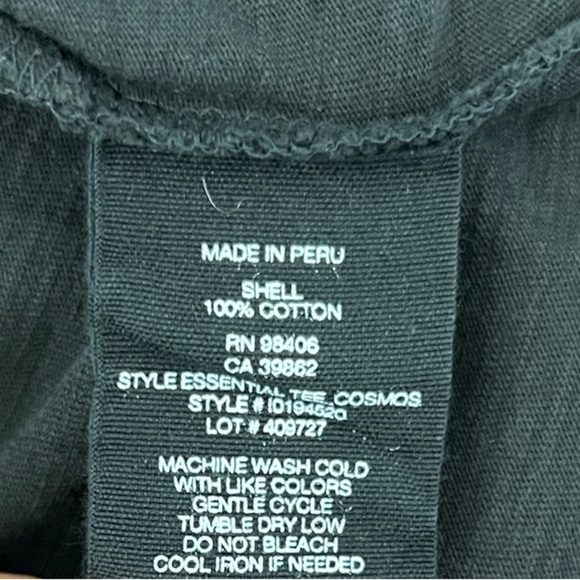 MADE IN PERU
SHELL
100% COTTON
RN 98406
CA 39862
STYLE ESSENTIAL TEE COSMOS
STYLE #
LOT # 409727
MACHINE WASH COLD
WITH LIKE COLORS
GENTLE CYCLE
TUMBLE DRY LOW
DO NOT BLEACH
COOL IRON IF NEEDED